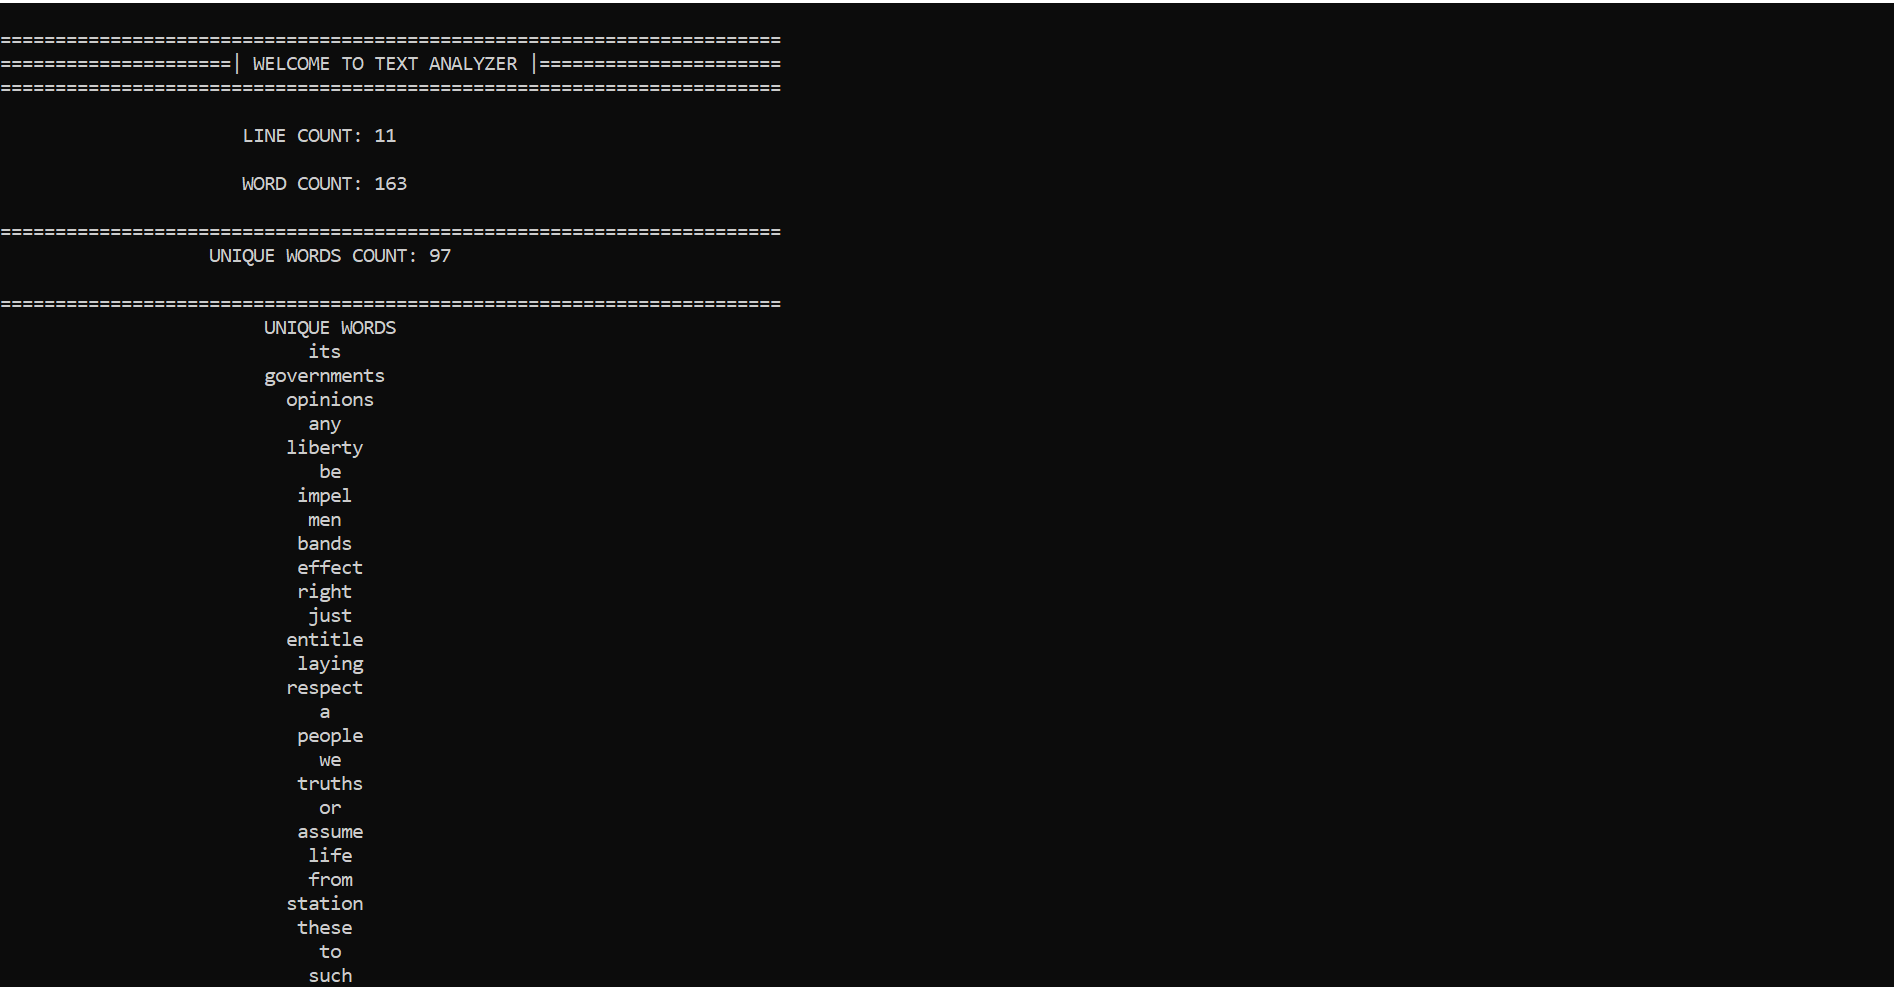 =======================================================================
=====================| WELCOME TO TEXT ANALYZER |======================
=======================================================================
LINE COUNT: 11
WORD COUNT: 163
=======================================================================
UNIQUE WORDS COUNT: 97
=======================================================================
UNIQUE WORDS
its
governments
opinions
any
liberty
be
impel
men
bands
effect
right
just
entitle
laying
respect
a
people
we
truths
or
assume
life
from
station
these
to
such